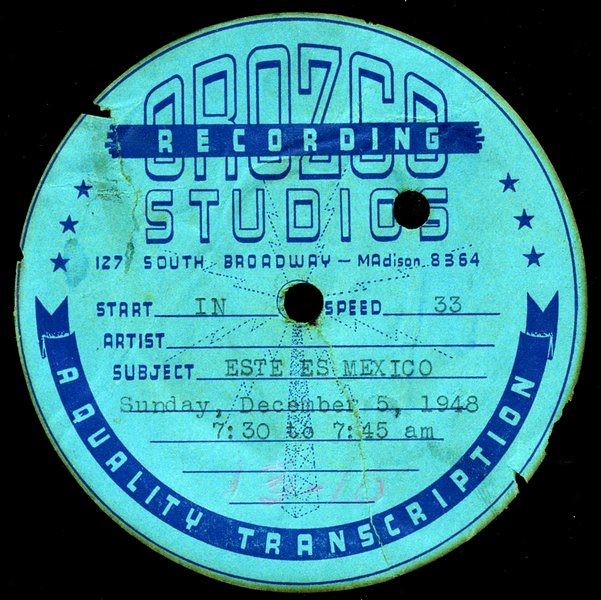 OROZCO
RECORDING
STUDIOS
127 SOUTH BROADWAY – MAdison 8364
START IN SPEED 33
ARTIST
SUBJECT ESTE ES MEXICO
Sunday, December 5, 1948
7:30 to 7:45 am
A QUALITY TRANSCRIPTION